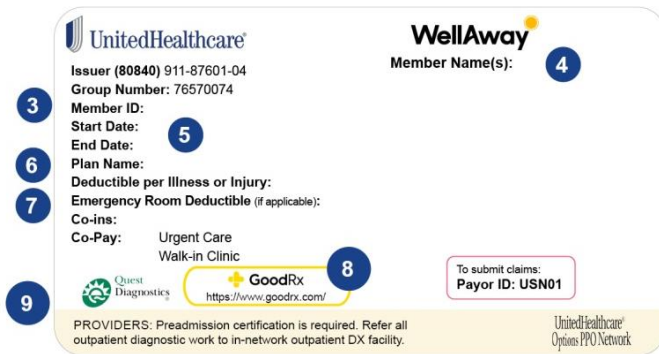 UnitedHealthcare®
WellAway
Issuer (80840) 911-87601-04
Member Name(s):
4
Group Number: 76570074
3
Member ID:
Start Date:
5
End Date:
6
Plan Name:
Deductible per Illness or Injury:
7
Emergency Room Deductible (if applicable):
Co-ins:
Co-Pay: Urgent Care
Walk-in Clinic
8
9
Quest
Diagnostics®
GoodRx
https://www.goodrx.com/
To submit claims:
Payor ID: USN01
PROVIDERS: Preadmission certification is required. Refer all
outpatient diagnostic work to in-network outpatient DX facility.
UnitedHealthcare®
Options PPO Network